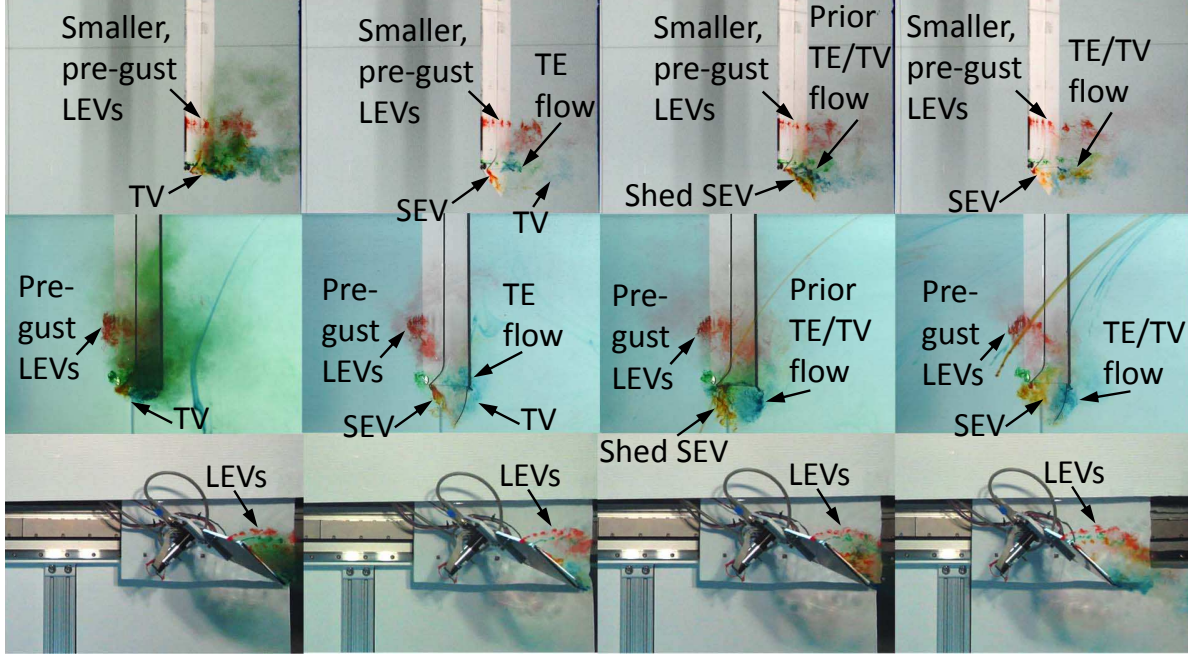 Smaller,
pre-gust
LEVs
TV
Smaller,
pre-gust
LEVs
TE
flow
SEV
TV
Smaller,
pre-gust
LEVs
Prior
TE/TV
flow
Shed SEV
Smaller,
pre-gust
LEVs
TE/TV
flow
SEV
Pre-
gust
LEVs
TV
Pre-
gust
LEVs
TE
flow
SEV
TV
Pre-
gust
LEVs
Prior
TE/TV
flow
Shed SEV
Pre-
gust
LEVs
TE/TV
flow
SEV
LEVs
LEVs
LEVs
LEVs